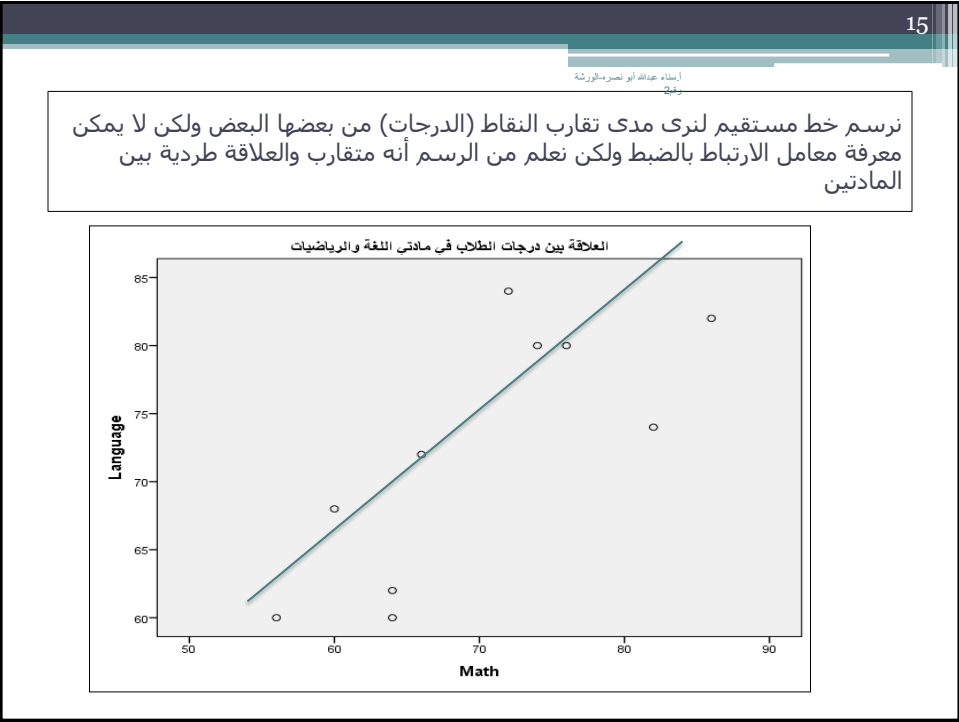 15
أ.سناء عبدالله أبو نصره-الورشة
رقم2
نرسم خط مستقيم لنرى مدى تقارب النقاط (الدرجات) من بعضها البعض ولكن لا يمكن
معرفة معامل الارتباط بالضبط ولكن نعلم من الرسم أنه متقارب والعلاقة طردية بين
المادتين
العلاقة بين درجات الطلاب في مادتي اللغة والرياضيات
85
80
75
70
65
60
Language
50 60 70 80 90
Math